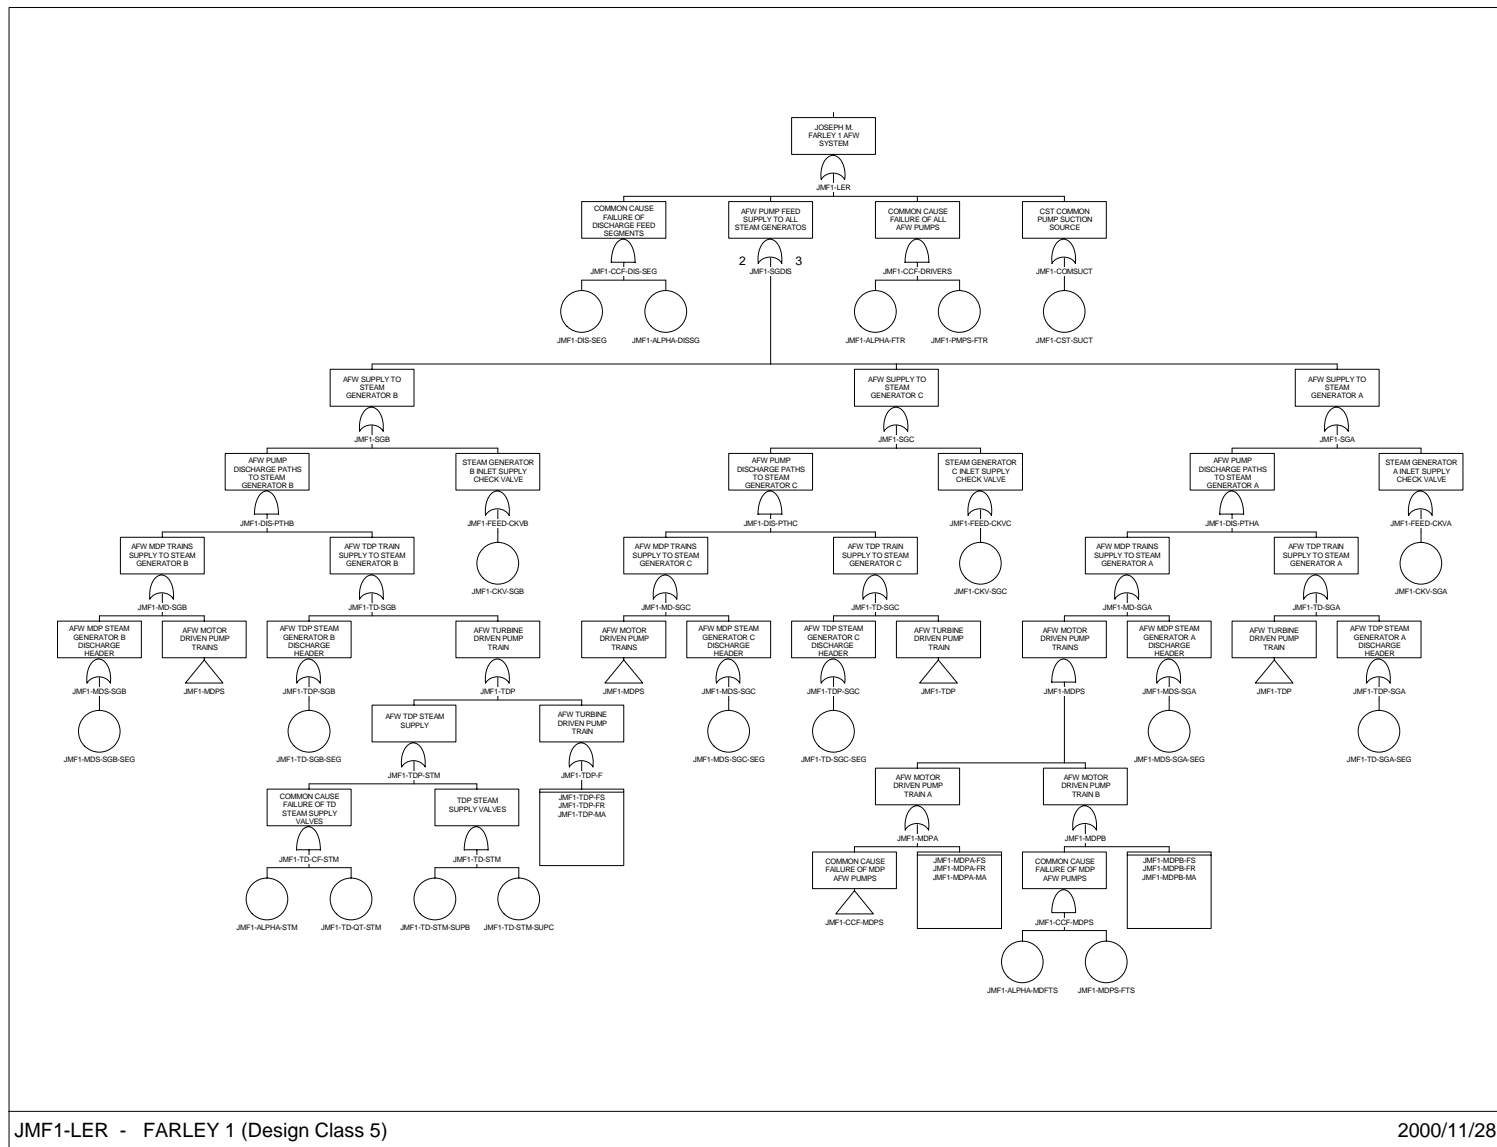 JOSEPH M.
FARLEY 1 AFW
SYSTEM
JMF1-LER
COMMON CAUSE
FAILURE OF
DISCHARGE FEED
SEGMENTS
JMF1-CCF-DIS-SEG
JMF1-DIS-SEG
JMF1-ALPHA-DISSG
AFW PUMP FEED
SUPPLY TO ALL
STEAM GENERATOS
2 3
JMF1-SGDIS
COMMON CAUSE
FAILURE OF ALL
AFW PUMPS
JMF1-CCF-DRIVERS
JMF1-ALPHA-FTR
JMF1-PMPS-FTR
CST COMMON
PUMP SUCTION
SOURCE
JMF1-COMSUCT
JMF1-CST-SUCT
AFW SUPPLY TO
STEAM
GENERATOR B
JMF1-SGB
AFW PUMP
DISCHARGE PATHS
TO STEAM
GENERATOR B
JMF1-DIS-PTHB
STEAM GENERATOR
B INLET SUPPLY
CHECK VALVE
JMF1-FEED-CKVB
JMF1-CKV-SGB
AFW MDP TRAINS
SUPPLY TO STEAM
GENERATOR B
JMF1-MD-SGB
AFW TDP TRAIN
SUPPLY TO STEAM
GENERATOR B
JMF1-TD-SGB
AFW MDP STEAM
GENERATOR B
DISCHARGE
HEADER
JMF1-MDS-SGB
JMF1-MDS-SGB-SEG
AFW MOTOR
DRIVEN PUMP
TRAINS
JMF1-MDPS
AFW TDP STEAM
GENERATOR B
DISCHARGE
HEADER
JMF1-TDP-SGB
JMF1-TD-SGB-SEG
AFW TURBINE
DRIVEN PUMP
TRAIN
JMF1-TDP
AFW TDP STEAM
SUPPLY
JMF1-TDP-STM
AFW TURBINE
DRIVEN PUMP
TRAIN
JMF1-TDP-F
JMF1-TDP-FS
JMF1-TDP-FR
JMF1-TDP-MA
COMMON CAUSE
FAILURE OF TD
STEAM SUPPLY
VALVES
JMF1-TD-CF-STM
JMF1-ALPHA-STM
JMF1-TD-QT-STM
TDP STEAM
SUPPLY VALVES
JMF1-TD-STM
JMF1-TD-STM-SUPB
JMF1-TD-STM-SUPC
AFW SUPPLY TO
STEAM
GENERATOR C
JMF1-SGC
AFW PUMP
DISCHARGE PATHS
TO STEAM
GENERATOR C
JMF1-DIS-PTHC
STEAM GENERATOR
C INLET SUPPLY
CHECK VALVE
JMF1-FEED-CKVC
JMF1-CKV-SGC
AFW MDP TRAINS
SUPPLY TO STEAM
GENERATOR C
JMF1-MD-SGC
AFW TDP TRAIN
SUPPLY TO STEAM
GENERATOR C
JMF1-TD-SGC
AFW MOTOR
DRIVEN PUMP
TRAINS
JMF1-MDPS
AFW MDP STEAM
GENERATOR C
DISCHARGE
HEADER
JMF1-MDS-SGC
JMF1-MDS-SGC-SEG
AFW TDP STEAM
GENERATOR C
DISCHARGE
HEADER
JMF1-TDP-SGC
JMF1-TD-SGC-SEG
AFW TURBINE
DRIVEN PUMP
TRAIN
JMF1-TDP
AFW SUPPLY TO
STEAM
GENERATOR A
JMF1-SGA
AFW PUMP
DISCHARGE PATHS
TO STEAM
GENERATOR A
JMF1-DIS-PTHA
STEAM GENERATOR
A INLET SUPPLY
CHECK VALVE
JMF1-FEED-CKVA
JMF1-CKV-SGA
AFW MDP TRAINS
SUPPLY TO STEAM
GENERATOR A
JMF1-MD-SGA
AFW TDP TRAIN
SUPPLY TO STEAM
GENERATOR A
JMF1-TD-SGA
AFW MOTOR
DRIVEN PUMP
TRAINS
JMF1-MDPS
AFW MDP STEAM
GENERATOR A
DISCHARGE
HEADER
JMF1-MDS-SGA
JMF1-MDS-SGA-SEG
AFW TURBINE
DRIVEN PUMP
TRAIN
JMF1-TDP
AFW TDP STEAM
GENERATOR A
DISCHARGE
HEADER
JMF1-TDP-SGA
JMF1-TD-SGA-SEG
AFW MOTOR
DRIVEN PUMP
TRAIN A
JMF1-MDPA
COMMON CAUSE
FAILURE OF MDP
AFW PUMPS
JMF1-CCF-MDPS
JMF1-MDPA-FS
JMF1-MDPA-FR
JMF1-MDPA-MA
AFW MOTOR
DRIVEN PUMP
TRAIN B
JMF1-MDPB
COMMON CAUSE
FAILURE OF MDP
AFW PUMPS
JMF1-CCF-MDPS
JMF1-ALPHA-MDFTS
JMF1-MDPS-FTS
JMF1-MDPB-FS
JMF1-MDPB-FR
JMF1-MDPB-MA
JMF1-LER - FARLEY 1 (Design Class 5)
2000/11/28